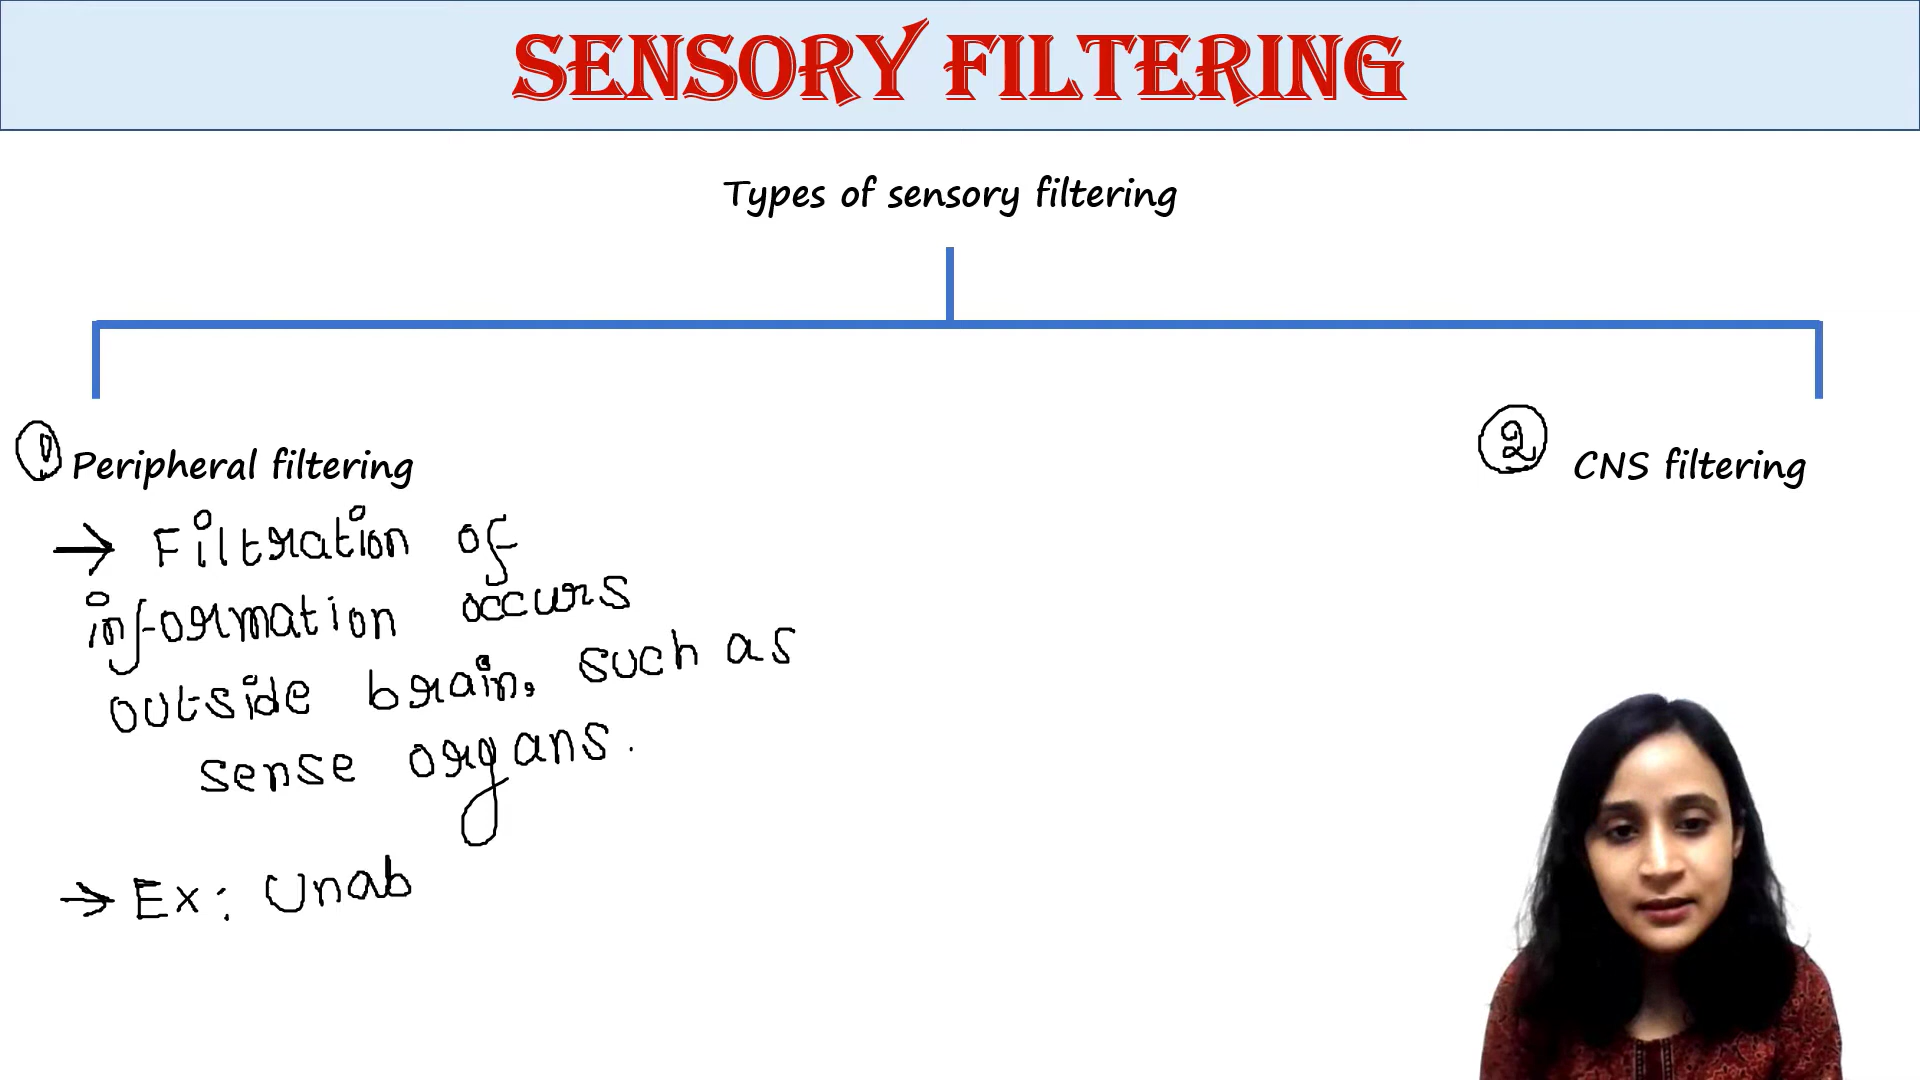 SENSORY FILTERING
Types of sensory filtering
1 Peripheral filtering
→ Filtration of
information occurs
outside brain, such as
sense organs.
→ Ex: Unab
2 CNS filtering